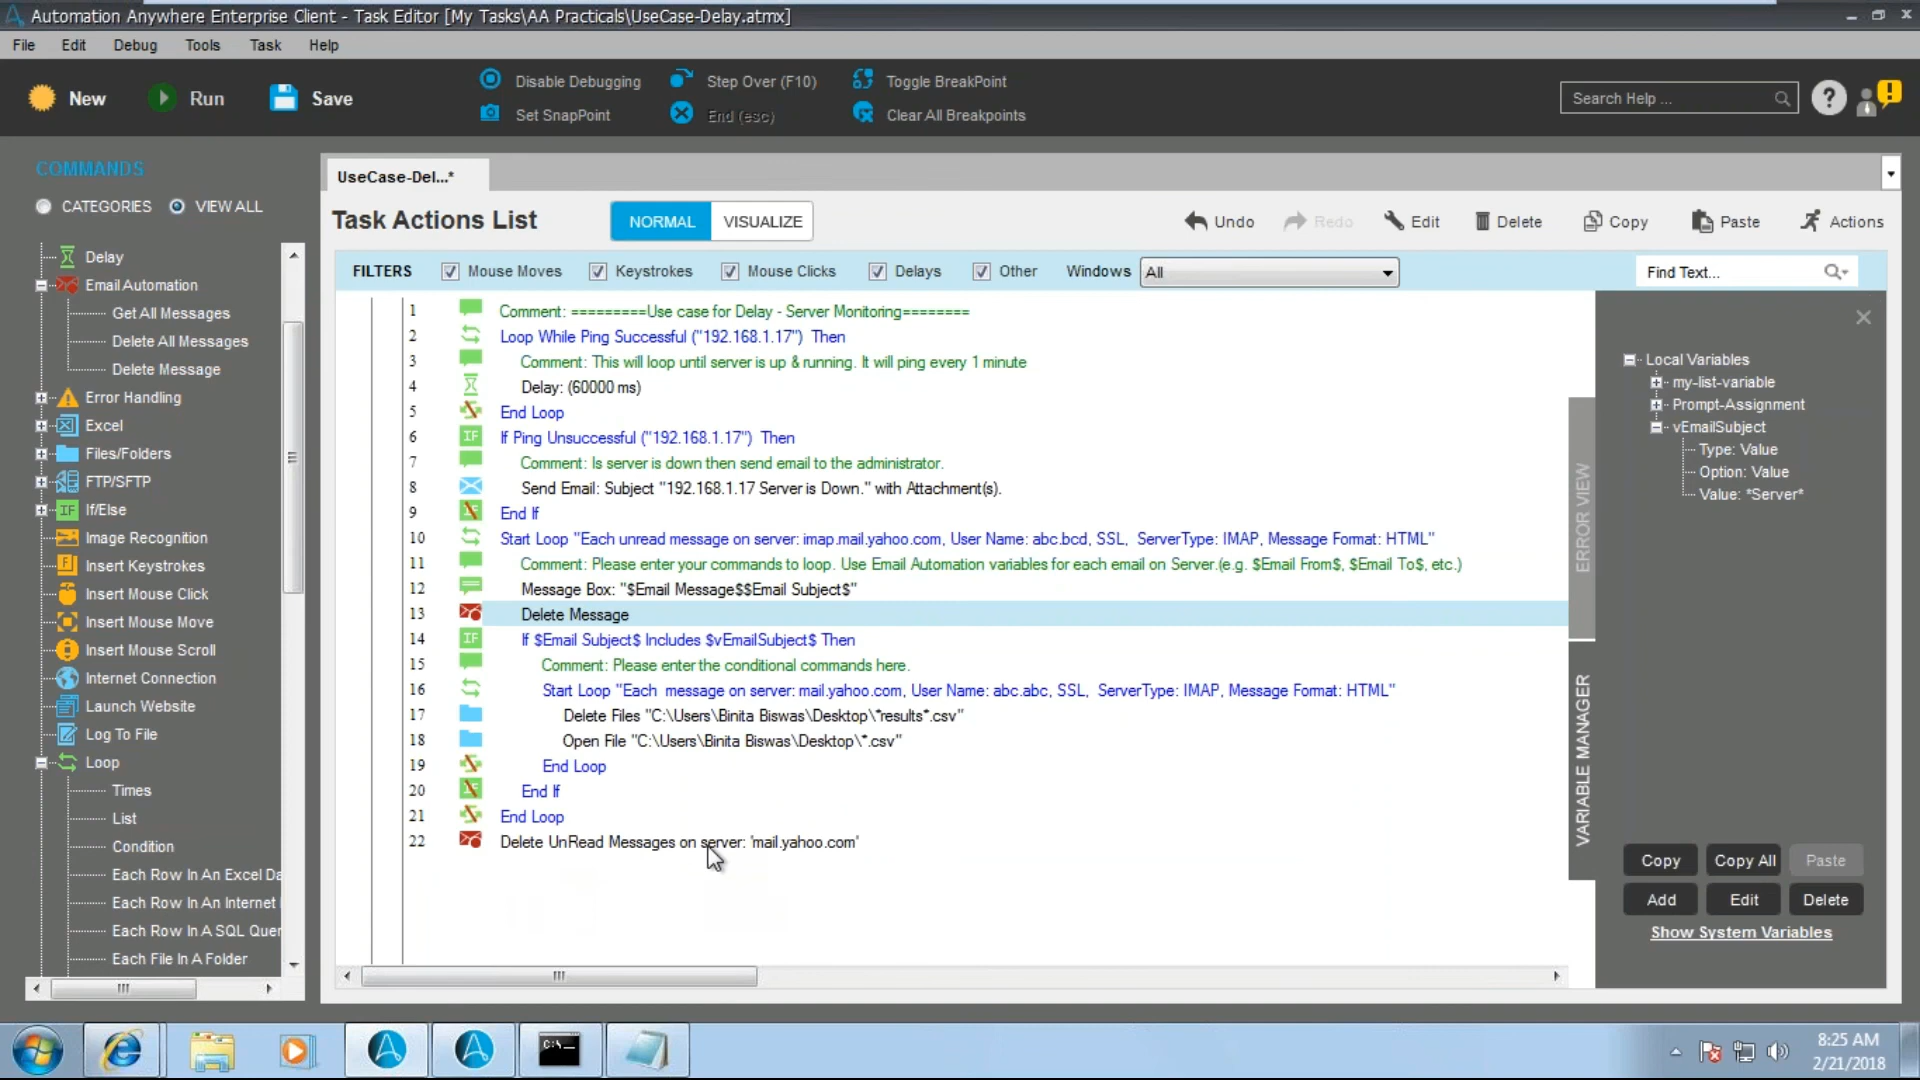 Automation Anywhere Enterprise Client - Task Editor [My Tasks\AA Practicals\UseCase-Delay.atmx]
File Edit Debug Tools Task Help
New Run Save
Disable Debugging Step Over (F10) Toggle BreakPoint
Set SnapPoint End (esc) Clear All Breakpoints
Search Help ...
COMMANDS
CATEGORIES VIEW ALL
Delay
Email Automation
Get All Messages
Delete All Messages
Delete Message
Error Handling
Excel
Files/Folders
FTP/SFTP
If/Else
Image Recognition
Insert Keystrokes
Insert Mouse Click
Insert Mouse Move
Insert Mouse Scroll
Internet Connection
Launch Website
Log To File
Loop
Times
List
Condition
Each Row In An Excel Da
Each Row In An Internet
Each Row In A SQL Quer
Each File In A Folder
UseCase-Del...*
Task Actions List NORMAL VISUALIZE Undo Redo Edit Delete Copy Paste Actions
FILTERS Mouse Moves Keystrokes Mouse Clicks Delays Other Windows All Find Text...
1 Comment: =========Use case for Delay - Server Monitoring========
2 Loop While Ping Successful ("192.168.1.17") Then
3 Comment: This will loop until server is up & running. It will ping every 1 minute
4 Delay: (60000 ms)
5 End Loop
6 If Ping Unsuccessful ("192.168.1.17") Then
7 Comment: Is server is down then send email to the administrator.
8 Send Email: Subject "192.168.1.17 Server is Down." with Attachment(s).
9 End If
10 Start Loop "Each unread message on server: imap.mail.yahoo.com, User Name: abc.bcd, SSL, ServerType: IMAP, Message Format: HTML"
11 Comment: Please enter your commands to loop. Use Email Automation variables for each email on Server.(e.g. $Email From$, $Email To$, etc.)
12 Message Box: "$Email Message$$Email Subject$"
13 Delete Message
14 If $Email Subject$ Includes $vEmailSubject$ Then
15 Comment: Please enter the conditional commands here.
16 Start Loop "Each message on server: mail.yahoo.com, User Name: abc.abc, SSL, ServerType: IMAP, Message Format: HTML"
17 Delete Files "C:\Users\Binita Biswas\Desktop\*results*.csv"
18 Open File "C:\Users\Binita Biswas\Desktop\*.csv"
19 End Loop
20 End If
21 End Loop
22 Delete UnRead Messages on server: 'mail.yahoo.com'
ERROR VIEW
VARIABLE MANAGER
Local Variables
my-list-variable
Prompt-Assignment
vEmailSubject
Type: Value
Option: Value
Value: *Server*
Copy Copy All Paste
Add Edit Delete
Show System Variables
8:25 AM
2/21/2018